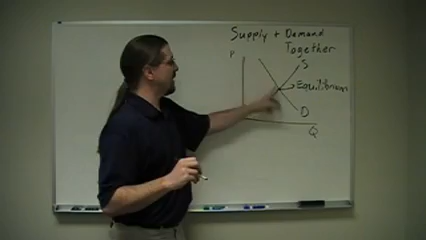 Supply + Demand
Together
P
S
Equilibrium
D
Q